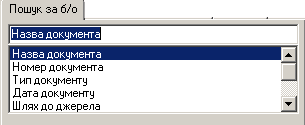 Пошук за б/о
Назва документа
Назва документа
Номер документа
Тип документу
Дата документу
Шлях до джерела